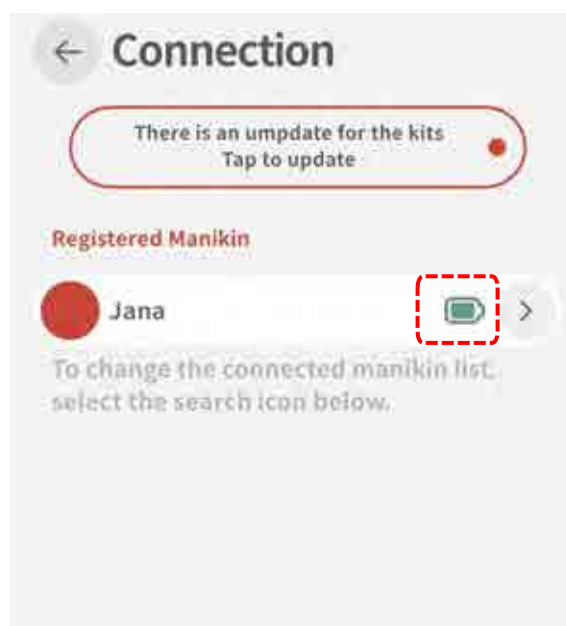 Connection
There is an umpdate for the kits
Tap to update
Registered Manikin
Jana
To change the connected manikin list,
select the search icon below.